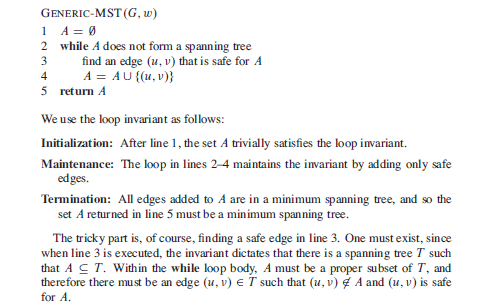 GENERIC-MST(G, w)
1 A = ∅
2 while A does not form a spanning tree
3 find an edge (u, v) that is safe for A
4 A = A ∪ {(u, v)}
5 return A
We use the loop invariant as follows:
Initialization: After line 1, the set A trivially satisfies the loop invariant.
Maintenance: The loop in lines 2–4 maintains the invariant by adding only safe
edges.
Termination: All edges added to A are in a minimum spanning tree, and so the
set A returned in line 5 must be a minimum spanning tree.
The tricky part is, of course, finding a safe edge in line 3. One must exist, since
when line 3 is executed, the invariant dictates that there is a spanning tree T such
that A ⊆ T. Within the while loop body, A must be a proper subset of T, and
therefore there must be an edge (u, v) ∈ T such that (u, v) ∉ A and (u, v) is safe
for A.